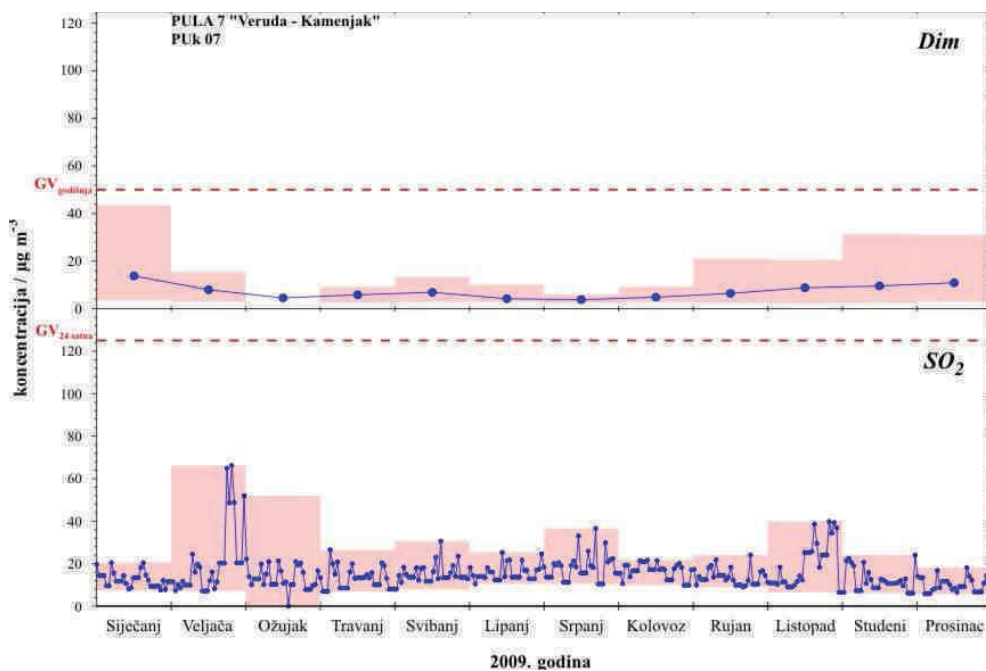 PULA 7 "Veruda - Kamenjak"
PUk 07
Dim
120
100
80
60
GV godišnja
40
20
0
koncentracija / µg m⁻³
GV 24 satna
SO₂
120
100
80
60
40
20
0
Siječanj Veljača Ožujak Travanj Svibanj Lipanj Srpanj Kolovoz Rujan Listopad Studeni Prosinac
2009. godina